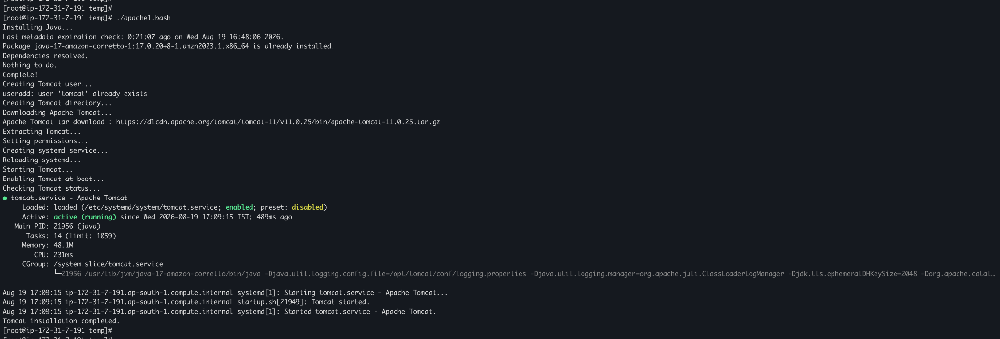 [root@ip-172-31-7-191 temp]#
[root@ip-172-31-7-191 temp]#
[root@ip-172-31-7-191 temp]# ./apache1.bash
Installing Java...
Last metadata expiration check: 0:21:07 ago on Wed Aug 19 16:48:06 2026.
Package java-17-amazon-corretto-1:17.0.20+8-1.amzn2023.1.x86_64 is already installed.
Dependencies resolved.
Nothing to do.
Complete!
Creating Tomcat user...
useradd: user 'tomcat' already exists
Creating Tomcat directory...
Downloading Apache Tomcat...
Apache Tomcat tar download : https://dlcdn.apache.org/tomcat/tomcat-11/v11.0.25/bin/apache-tomcat-11.0.25.tar.gz
Extracting Tomcat...
Setting permissions...
Creating systemd service...
Reloading systemd...
Starting Tomcat...
Enabling Tomcat at boot...
Checking Tomcat status...
● tomcat.service - Apache Tomcat
     Loaded: loaded (/etc/systemd/system/tomcat.service; enabled; preset: disabled)
     Active: active (running) since Wed 2026-08-19 17:09:15 IST; 489ms ago
   Main PID: 21956 (java)
      Tasks: 14 (limit: 1059)
     Memory: 48.1M
        CPU: 231ms
     CGroup: /system.slice/tomcat.service
             └─21956 /usr/lib/jvm/java-17-amazon-corretto/bin/java -Djava.util.logging.config.file=/opt/tomcat/conf/logging.properties -Djava.util.logging.manager=org.apache.juli.ClassLoaderLogManager -Djdk.tls.ephemeralDHKeySize=2048 -Dorg.apache.catal…
Aug 19 17:09:15 ip-172-31-7-191.ap-south-1.compute.internal systemd[1]: Starting tomcat.service - Apache Tomcat...
Aug 19 17:09:15 ip-172-31-7-191.ap-south-1.compute.internal startup.sh[21949]: Tomcat started.
Aug 19 17:09:15 ip-172-31-7-191.ap-south-1.compute.internal systemd[1]: Started tomcat.service - Apache Tomcat.
Tomcat installation completed.
[root@ip-172-31-7-191 temp]#
[root@ip-172-31-7-191 temp]#